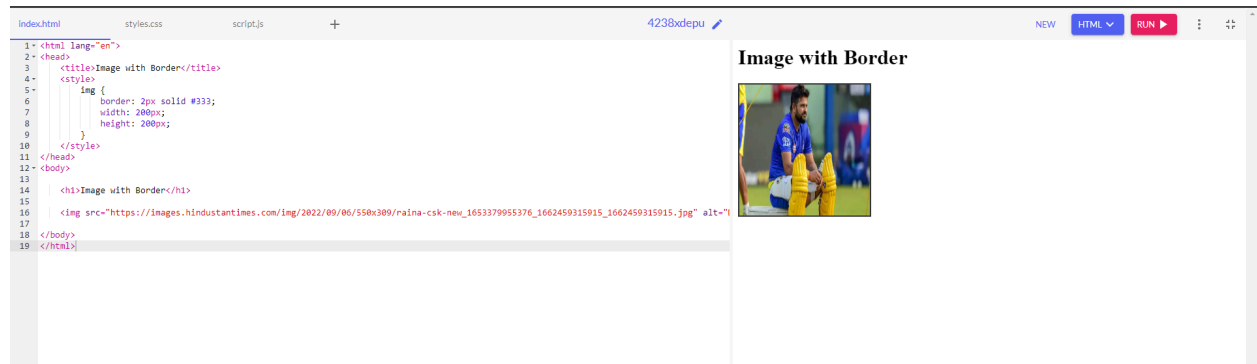 index.html styles.css script.js + 4238xdepu NEW HTML RUN
1 <html lang="en">
2 <head>
3 <title>Image with Border</title>
4 <style>
5 img {
6 border: 2px solid #333;
7 width: 200px;
8 height: 200px;
9 }
10 </style>
11 </head>
12 <body>
13
14 <h1>Image with Border</h1>
15
16 <img src="https://images.hindustantimes.com/img/2022/09/06/550x309/raina-csk-new_1653379955376_1662459315915_1662459315915.jpg" alt="
17
18 </body>
19 </html>
Image with Border